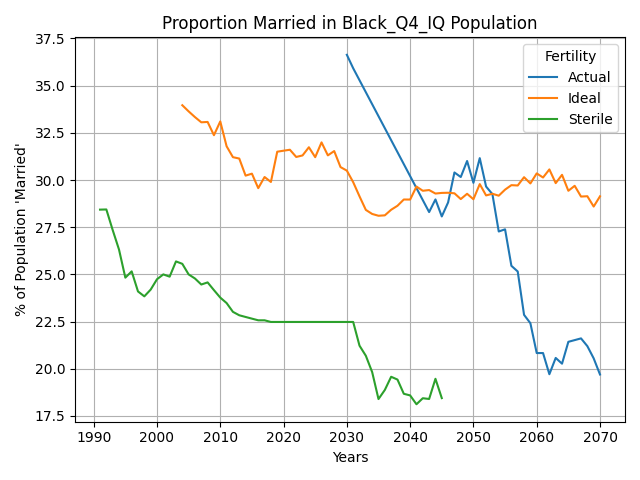 Proportion Married in Black_Q4_IQ Population
% of Population 'Married'
37.5
35.0
32.5
30.0
27.5
25.0
22.5
20.0
17.5
Fertility
Actual
Ideal
Sterile
1990 2000 2010 2020 2030 2040 2050 2060 2070
Years